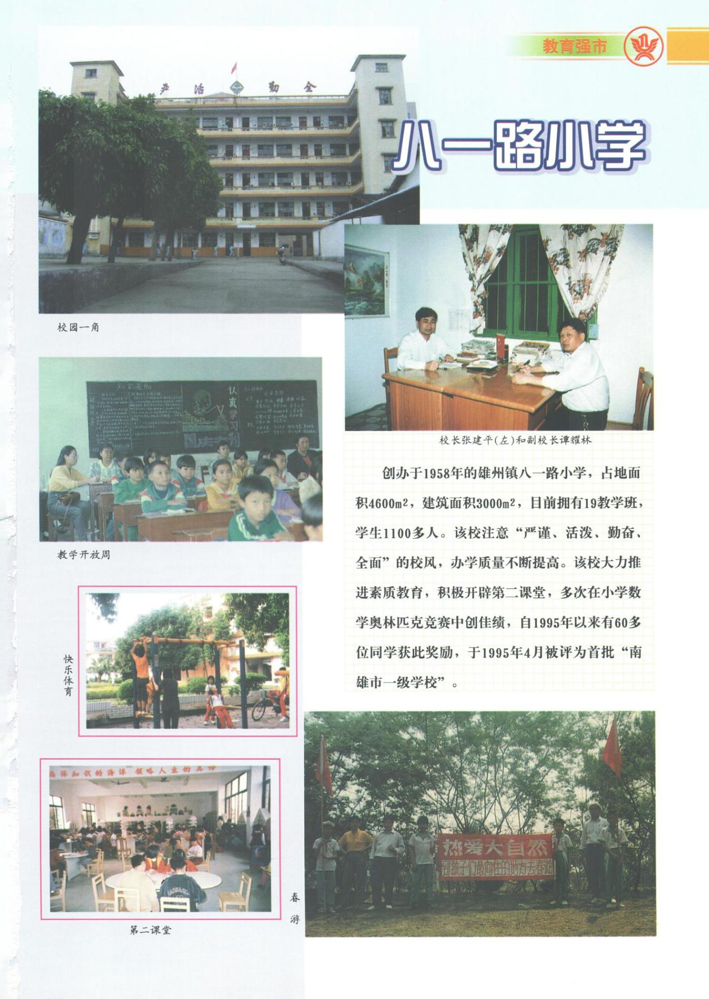 教育强市
八一路小学
严 活 勤 全
校园一角
校长张建平(左)和副校长谭耀林
知识美地
认真学习
国庆专刊
教学开放周
创办于1958年的雄州镇八一路小学，占地面
积4600m²，建筑面积3000m²，目前拥有19教学班，
学生1100多人。该校注意“严谨、活泼、勤奋、
全面”的校风，办学质量不断提高。该校大力推
进素质教育，积极开辟第二课堂，多次在小学数
学奥林匹克竞赛中创佳绩，自1995年以来有60多
位同学获此奖励，于1995年4月被评为首批“南
雄市一级学校”。
快乐体育
知识的海洋 领略人生的真谛
第二课堂
热爱大自然
到孩子们最向往的地方去春游
春游